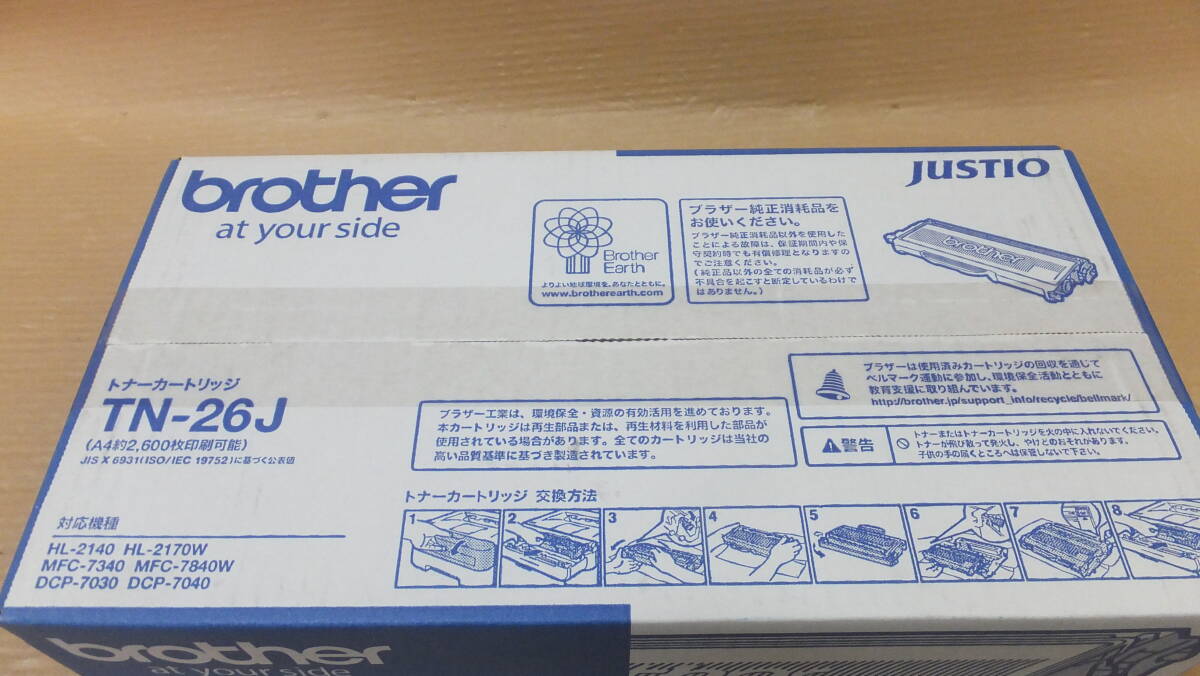 brother
at your side
JUSTIO
Brother
Earth
よりよい地球環境を、あなたとともに。
www.brotherearth.com
ブラザー純正消耗品を
お使いください。
ブラザー純正消耗品以外を使用した
ことによる故障は、保証期間内や保
守契約時でも有償修理となりますの
でご注意ください。
(純正品以外の全ての消耗品が必ず
不具合を起こすと断定しているわけで
はありません。)
brother
トナーカートリッジ
TN-26J
(A4約2,600枚印刷可能)
JIS X 6931(ISO/IEC 19752)に基づく公表値
対応機種
HL-2140 HL-2170W
MFC-7340 MFC-7840W
DCP-7030 DCP-7040
ブラザー工業は、環境保全・資源の有効活用を進めております。
本カートリッジは再生部品または、再生材料を利用した部品が
使用されている場合があります。全てのカートリッジは当社の
高い品質基準に基づき製造されています。
ブラザーは使用済みカートリッジの回収を通じて
ベルマーク運動に参加し、環境保全活動とともに
教育支援に取り組んでいます。
http://brother.jp/support_info/recycle/bellmark/
警告
トナーまたはトナーカートリッジを火の中に入れないでください。
トナーが飛び散って発火し、やけどのおそれがあります。
子供の手の届くところへは保管しないで下さい。
トナーカートリッジ 交換方法
1
2
3
4
5
6
7
8
brother
at your side